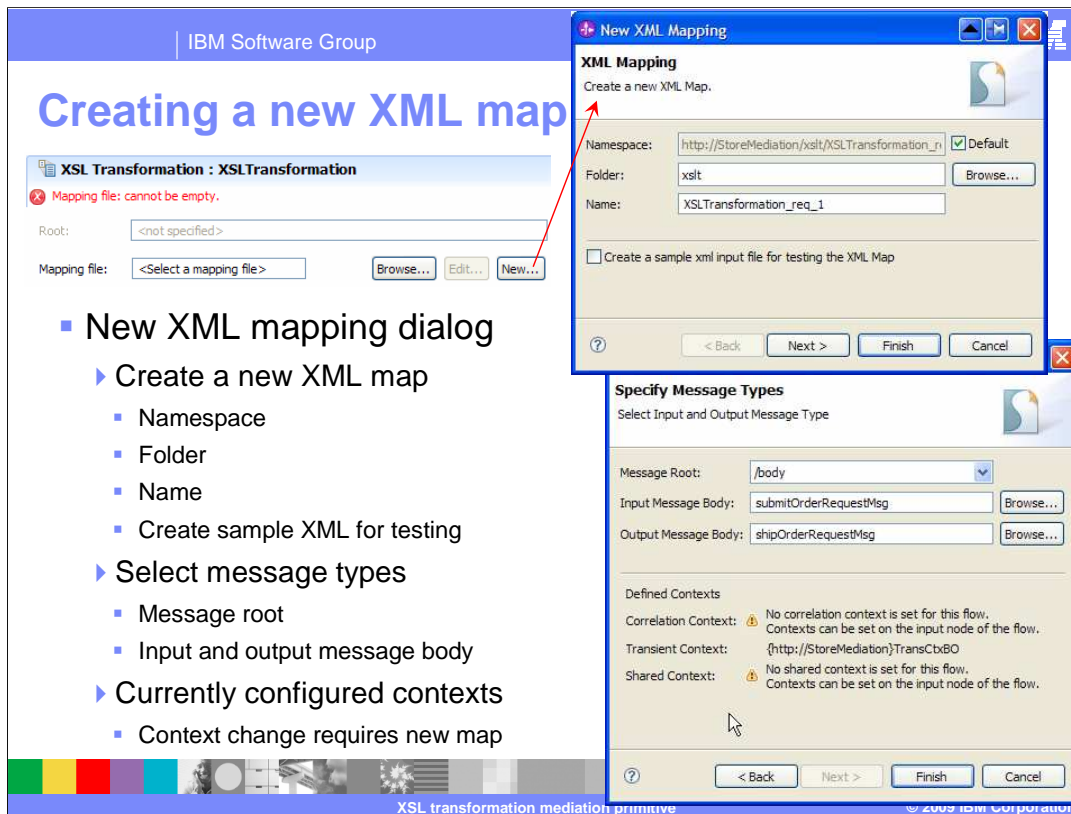 IBM Software Group
Creating a new XML map
XSL Transformation : XSLTransformation
Mapping file: cannot be empty.
Root: <not specified>
Mapping file: <Select a mapping file> Browse... Edit... New...
New XML mapping dialog
Create a new XML map
Namespace
Folder
Name
Create sample XML for testing
Select message types
Message root
Input and output message body
Currently configured contexts
Context change requires new map
New XML Mapping
XML Mapping
Create a new XML Map.
Namespace: http://StoreMediation/xslt/XSLTransformation_r Default
Folder: xslt Browse...
Name: XSLTransformation_req_1
Create a sample xml input file for testing the XML Map
< Back Next > Finish Cancel
Specify Message Types
Select Input and Output Message Type
Message Root: /body
Input Message Body: submitOrderRequestMsg Browse...
Output Message Body: shipOrderRequestMsg Browse...
Defined Contexts
Correlation Context: No correlation context is set for this flow.
Contexts can be set on the input node of the flow.
Transient Context: {http://StoreMediation}TransCtxBO
Shared Context: No shared context is set for this flow.
Contexts can be set on the input node of the flow.
< Back Next > Finish Cancel
XSL transformation mediation primitive
© 2009 IBM Corporation